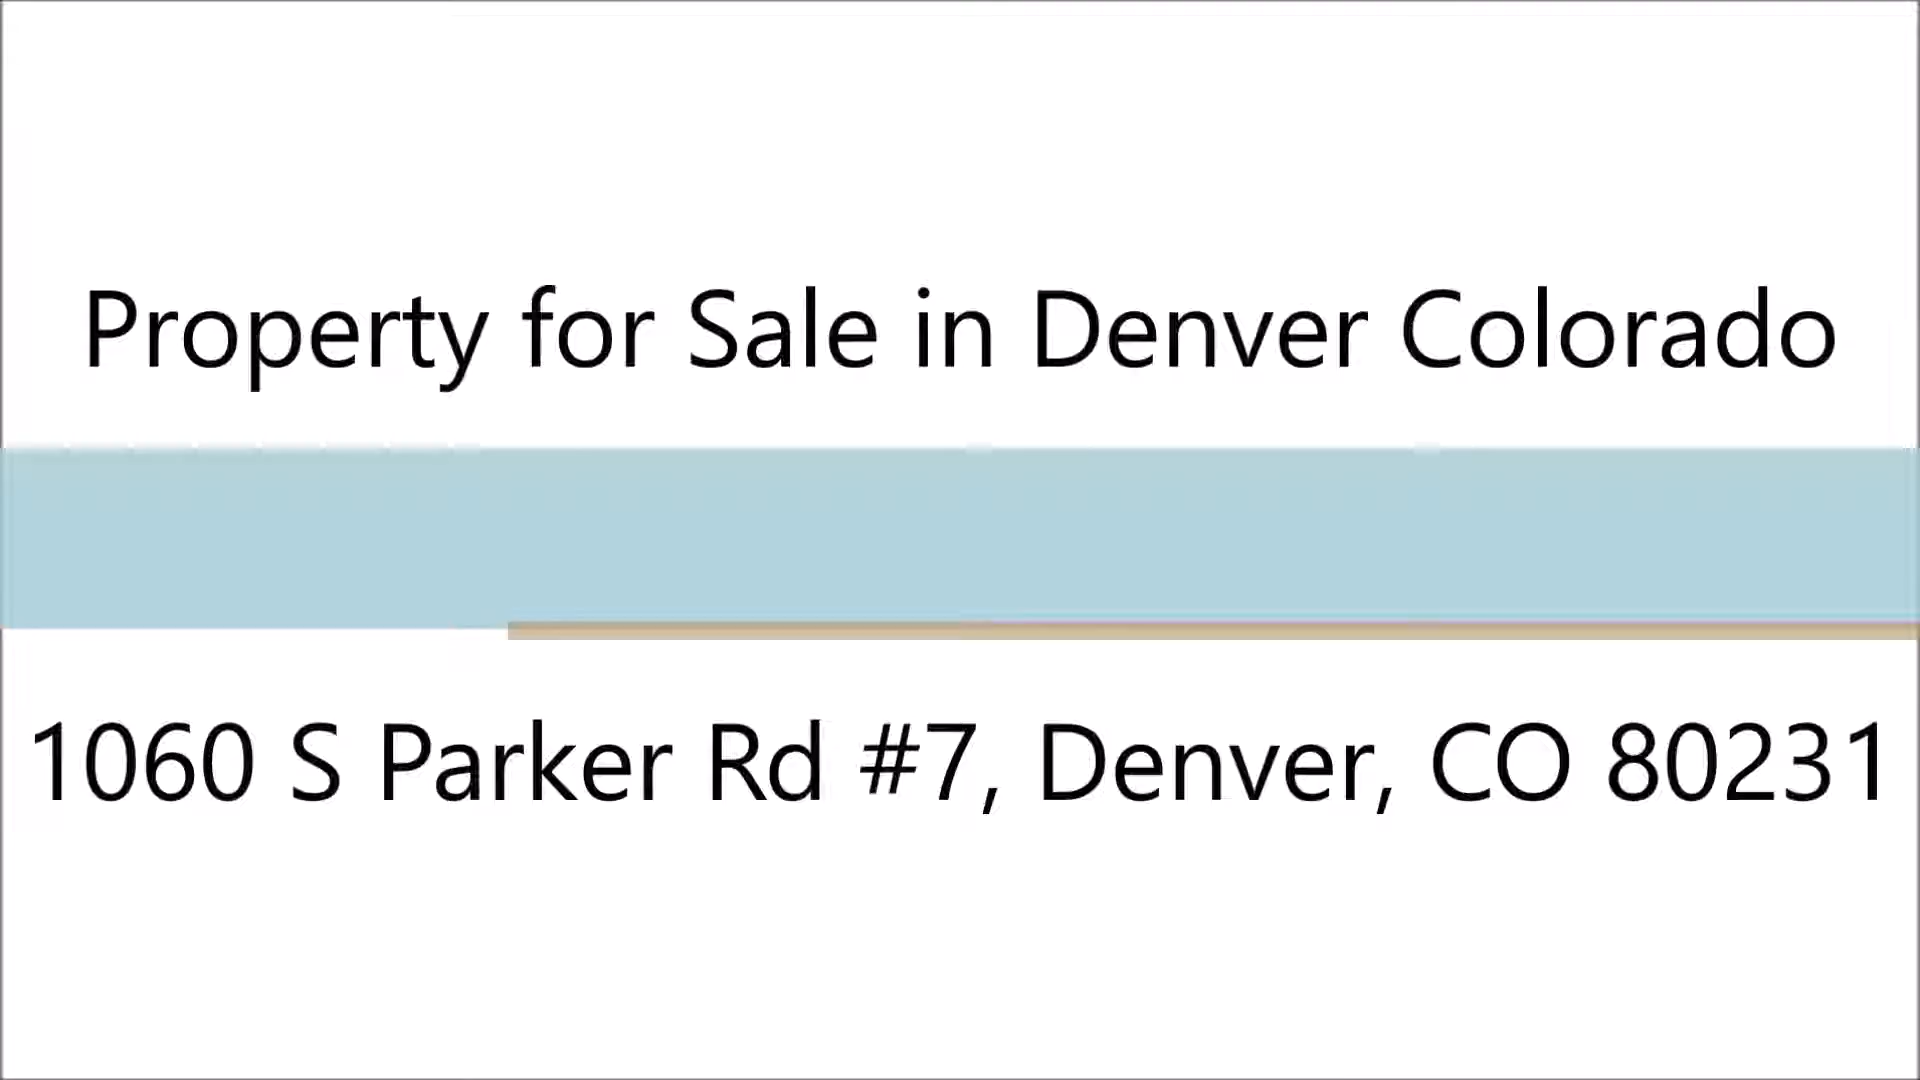 Property for Sale in Denver Colorado
1060 S Parker Rd #7, Denver, CO 80231